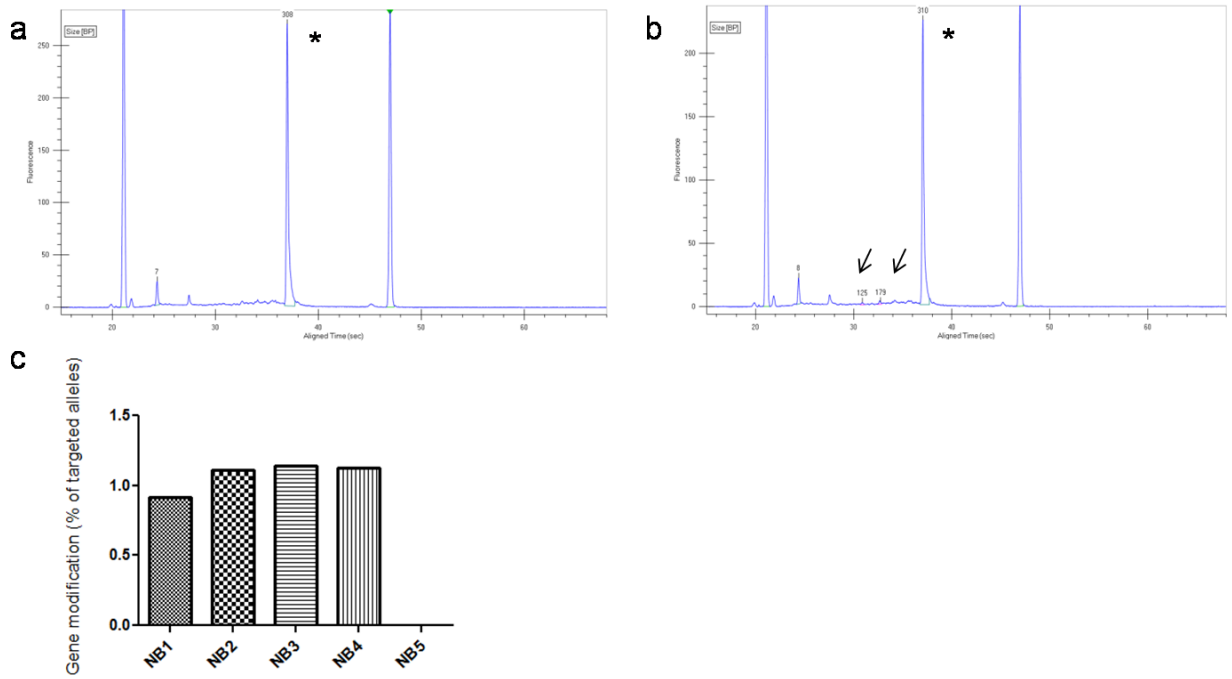 a
Size [BP]
308
*
250
200
150
100
50
0
Fluorescence
7
20
30
40
50
60
Aligned Time (sec)
b
Size [BP]
310
*
200
150
100
50
0
Fluorescence
8
125
179
20
30
40
50
60
Aligned Time (sec)
c
Gene modification (% of targeted alleles)
1.5
1.0
0.5
0.0
NB1
NB2
NB3
NB4
NB5